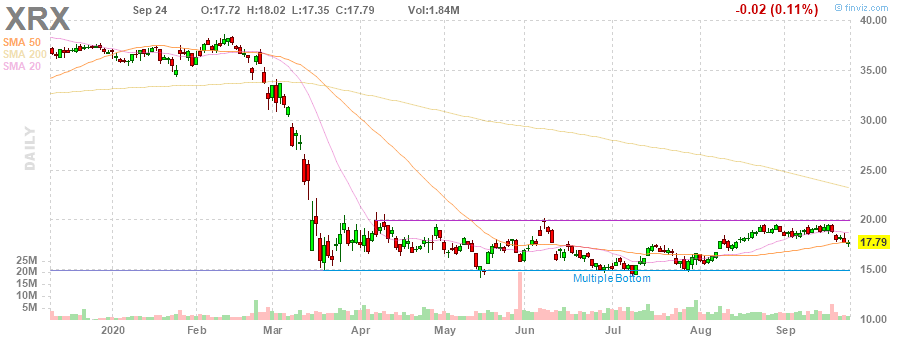 XRX Sep 24 O:17.72 H:18.02 L:17.35 C:17.79 Vol:1.84M -0.02 (0.11%) © finviz.com
SMA 50
SMA 200
SMA 20
DAILY
40.00
35.00
30.00
25.00
20.00
17.79
15.00
10.00
25M
20M
15M
10M
5M
Multiple Bottom
2020 Feb Mar Apr May Jun Jul Aug Sep